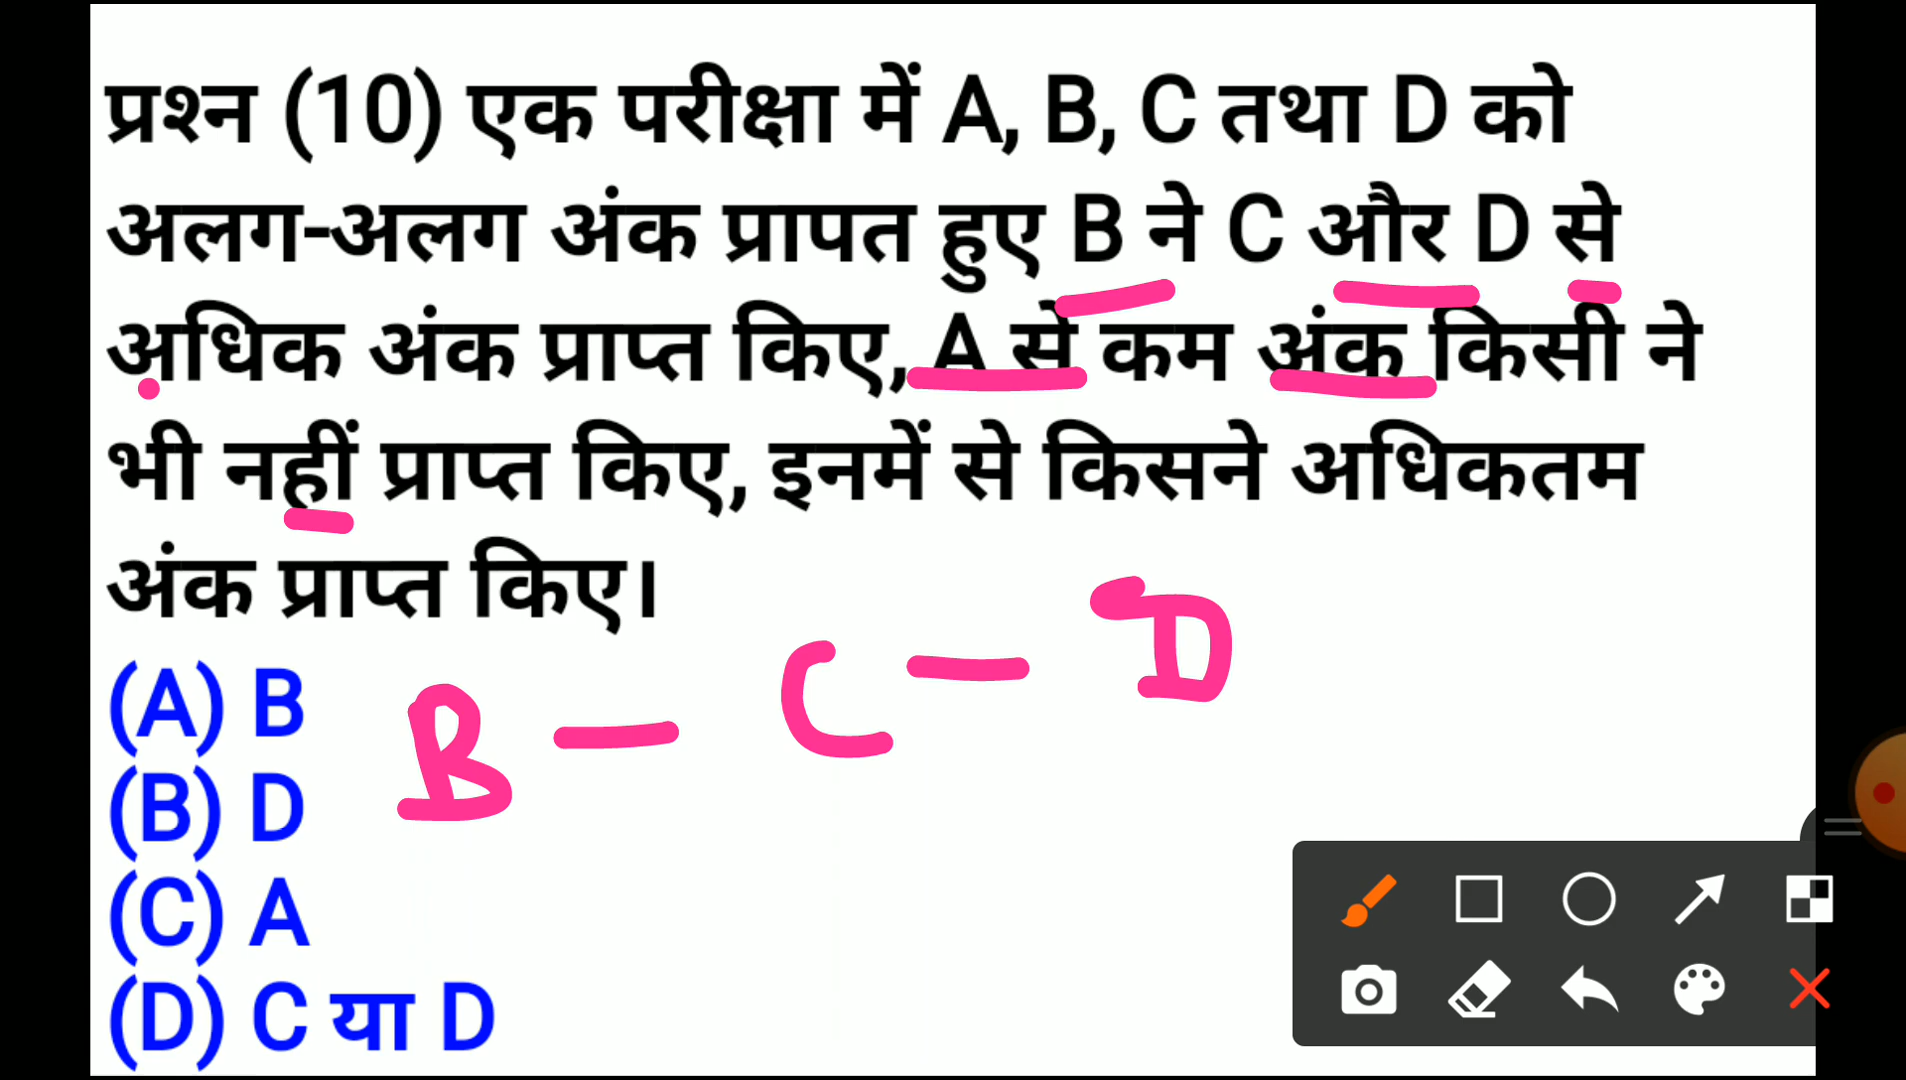 प्रश्न (10) एक परीक्षा में A, B, C तथा D को
अलग-अलग अंक प्रापत हुए B ने C और D से
अधिक अंक प्राप्त किए, A से कम अंक किसी ने
भी नहीं प्राप्त किए, इनमें से किसने अधिकतम
अंक प्राप्त किए।
(A) B
(B) D
(C) A
(D) C या D
B — C — D